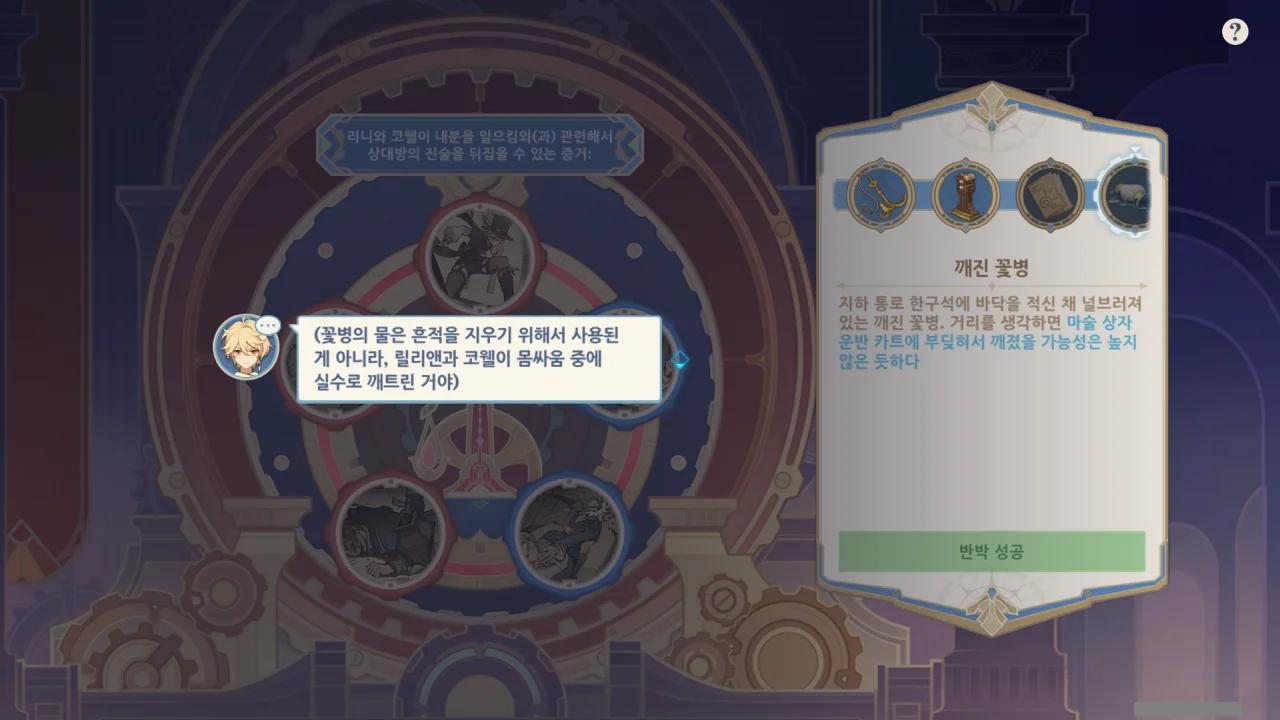 ?
리니와 코웰이 내분을 일으킴와(과) 관련해서
상대방의 진술을 뒤집을 수 있는 증거:
(꽃병의 물은 흔적을 지우기 위해서 사용된
게 아니라, 릴리앤과 코웰이 몸싸움 중에
실수로 깨트린 거야)
깨진 꽃병
지하 통로 한구석에 바닥을 적신 채 널브러져
있는 깨진 꽃병. 거리를 생각하면 마술 상자
운반 카트에 부딪혀서 깨졌을 가능성은 높지
않은 듯하다
반박 성공